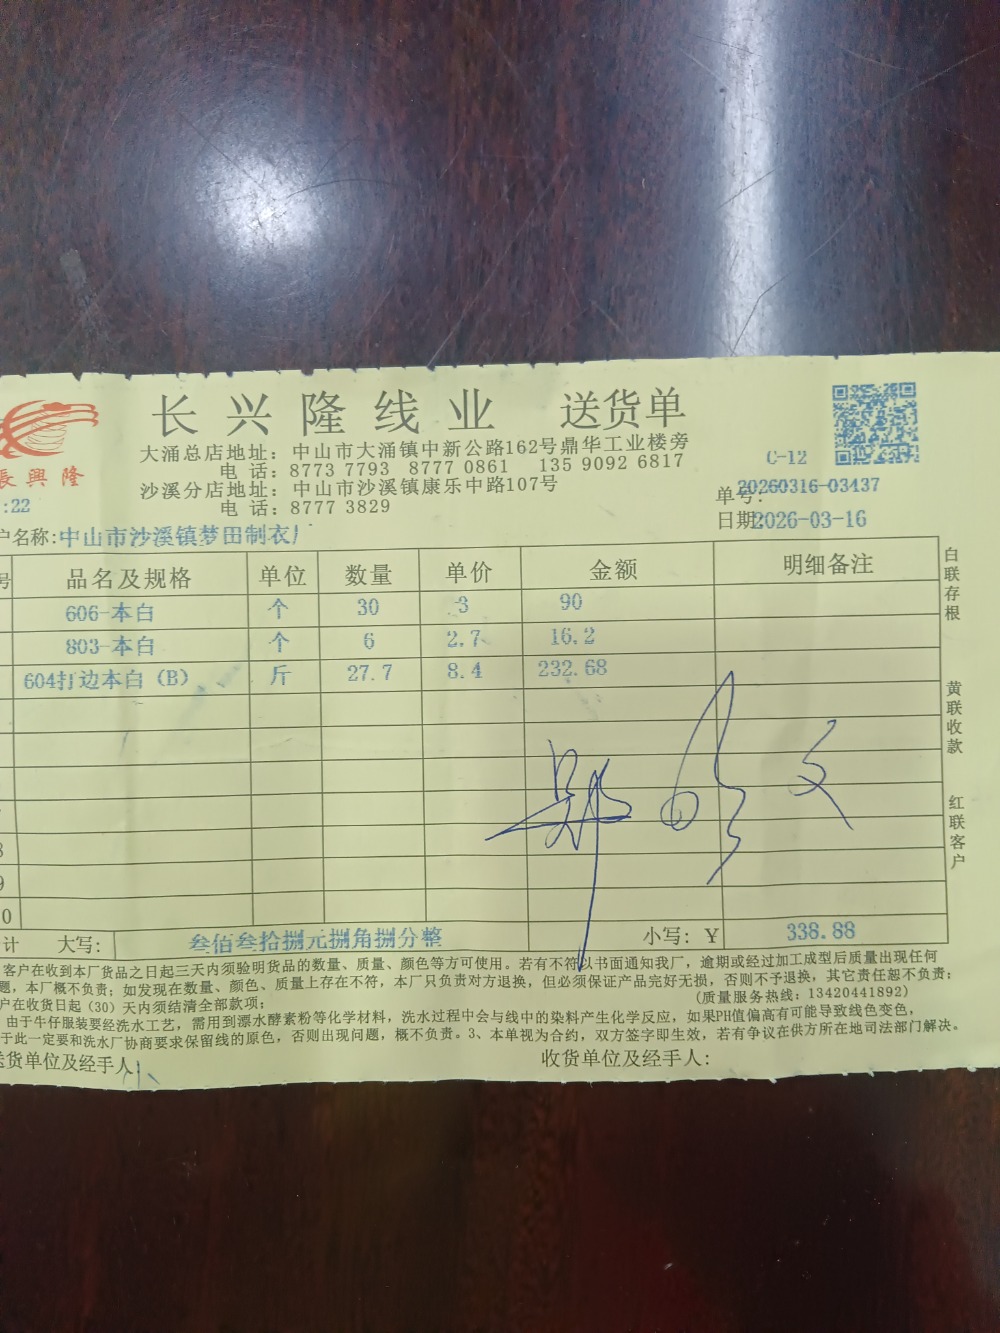 長興隆
长兴隆线业 送货单
大涌总店地址：中山市大涌镇中新公路162号鼎华工业楼旁
电 话：8773 7793 8777 0861 135 9092 6817
沙溪分店地址：中山市沙溪镇康乐中路107号
电 话：8777 3829
C-12
:22
单号:20260316-03437
日期:2026-03-16
户名称:中山市沙溪镇梦田制衣厂
号 品名及规格 单位 数量 单价 金额 明细备注
606-本白 个 30 3 90
803-本白 个 6 2.7 16.2
604打边本白（B） 斤 27.7 8.4 232.68
8
9
0
计 大写: 叁佰叁拾捌元捌角捌分整 小写: ￥ 338.88
白联存根
黄联收款
红联客户
客户在收到本厂货品之日起三天内须验明货品的数量、质量、颜色等方可使用。若有不符以书面通知我厂，逾期或经过加工成型后质量出现任何
题，本厂概不负责；如发现在数量、颜色、质量上存在不符，本厂只负责对方退换，但必须保证产品完好无损，否则不予退换，其它责任恕不负责；
户在收货日起（30）天内须结清全部款项；
(质量服务热线：13420441892)
由于牛仔服装要经洗水工艺，需用到漂水酵素粉等化学材料，洗水过程中会与线中的染料产生化学反应，如果PH值偏高有可能导致线色变色，
于此一定要和洗水厂协商要求保留线的原色，否则出现问题，概不负责。3、本单视为合约，双方签字即生效，若有争议在供方所在地司法部门解决。
送货单位及经手人: 收货单位及经手人: